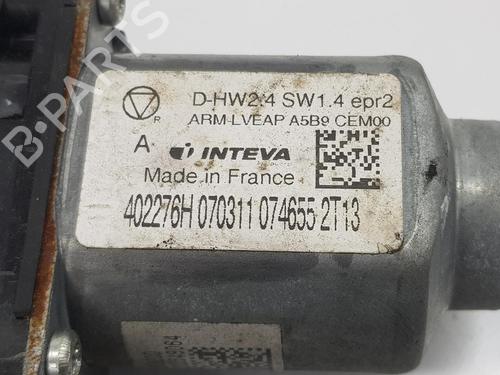 D-HW2.4 SW1.4 epr2
R
ARM-LVEAP A5B9 CEM00
A
INTEVA
Made in France
402276H 070311 074655 2T13
B-PARTS